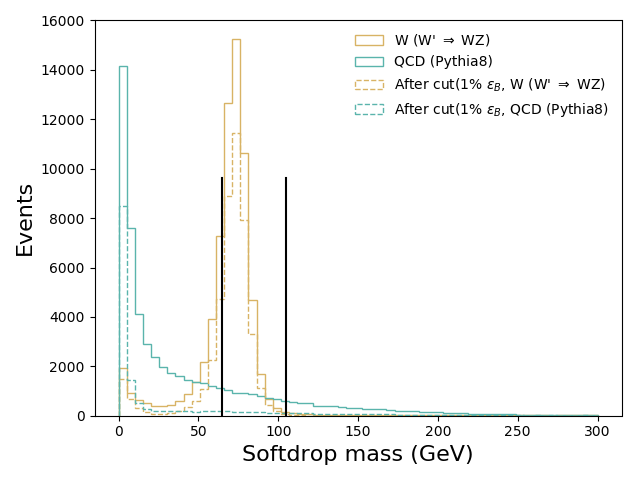 16000
14000
12000
10000
8000
6000
4000
2000
0
Events
W (W' ⇒ WZ)
QCD (Pythia8)
After cut(1% ε_B, W (W' ⇒ WZ)
After cut(1% ε_B, QCD (Pythia8)
0 50 100 150 200 250 300
Softdrop mass (GeV)